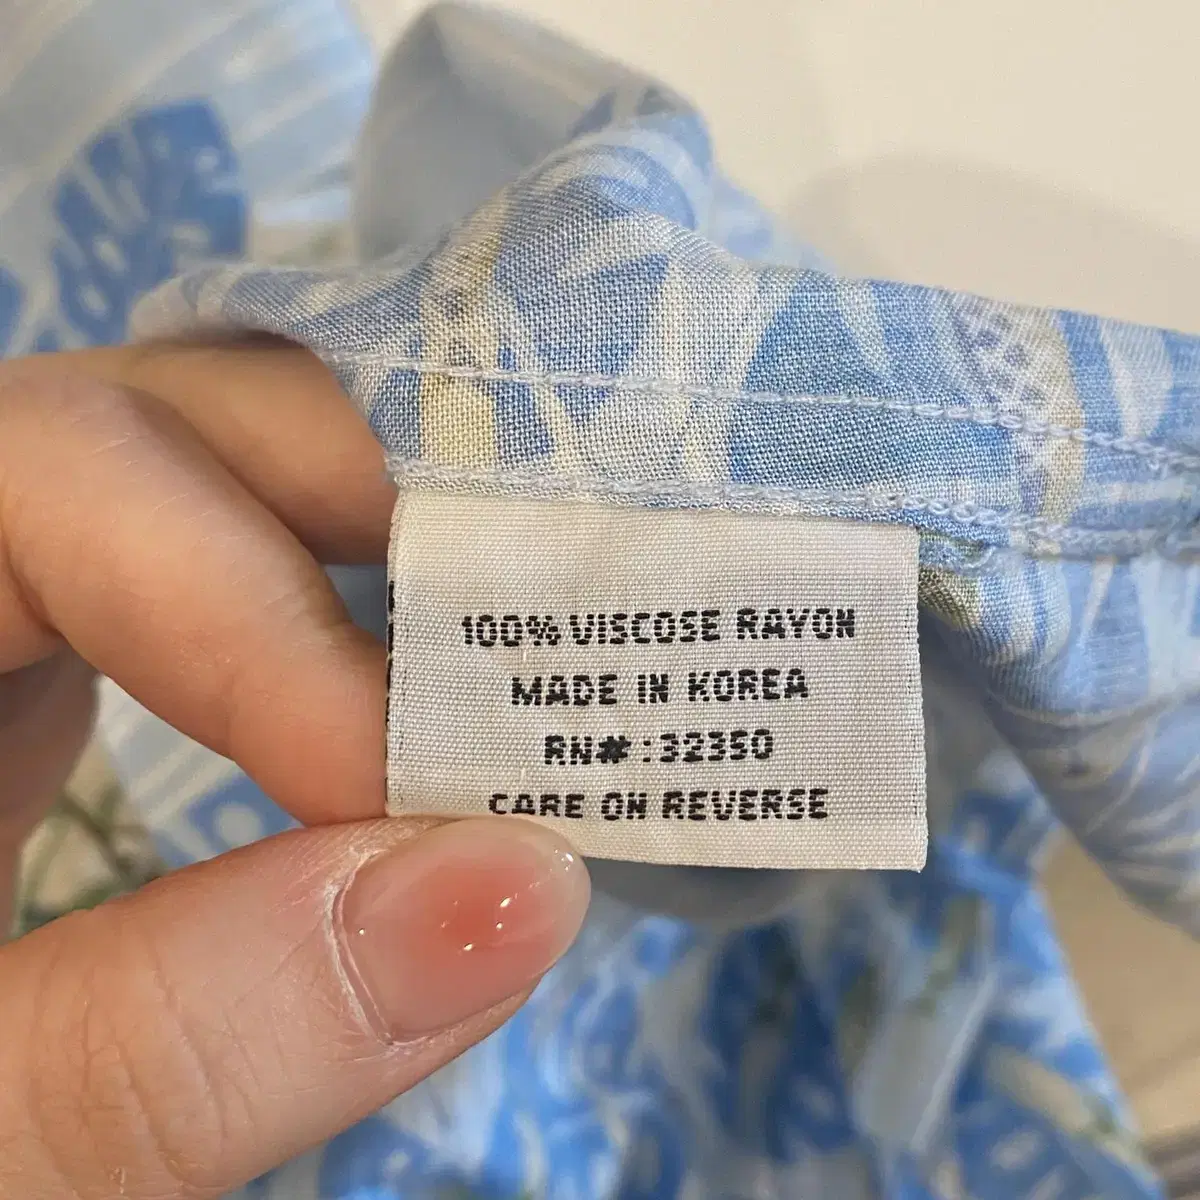 100% VISCOSE RAYON
MADE IN KOREA
RN# :32350
CARE ON REVERSE